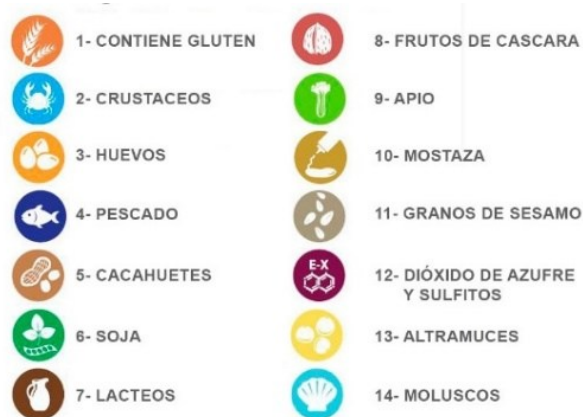 1- CONTIENE GLUTEN
2- CRUSTACEOS
3- HUEVOS
4- PESCADO
5- CACAHUETES
6- SOJA
7- LACTEOS
8- FRUTOS DE CASCARA
9- APIO
10- MOSTAZA
11- GRANOS DE SESAMO
E-X
12- DIÓXIDO DE AZUFRE
Y SULFITOS
13- ALTRAMUCES
14- MOLUSCOS